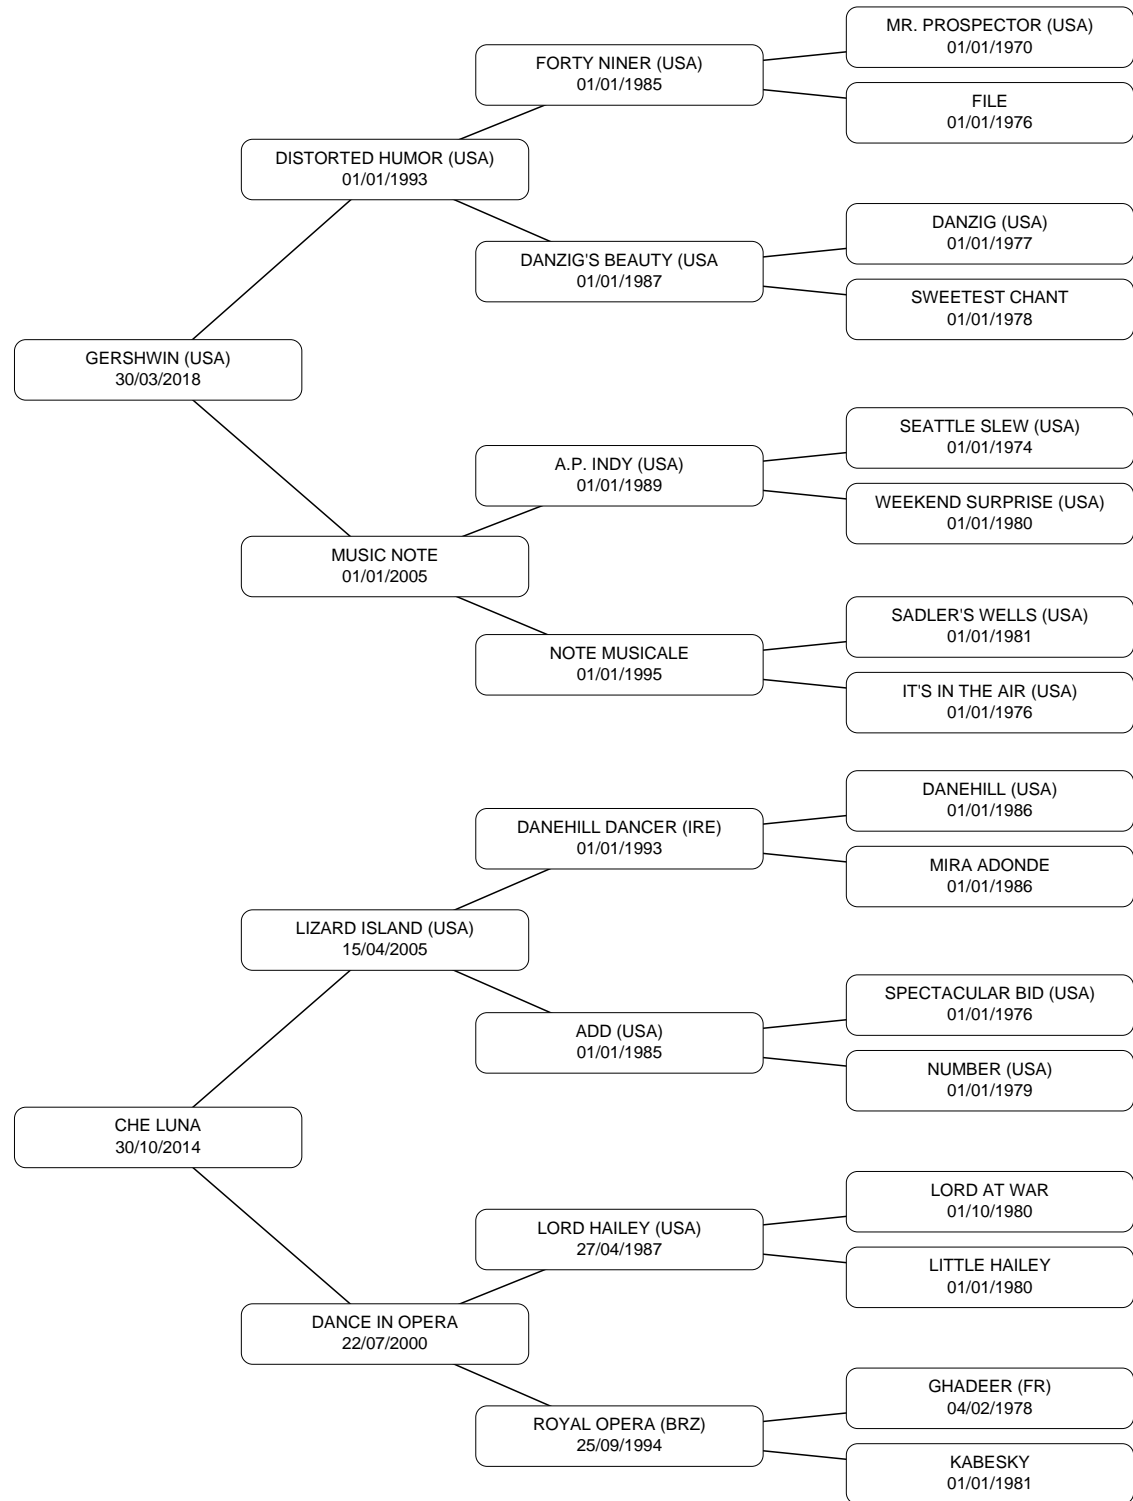 MR. PROSPECTOR (USA)
01/01/1970
FORTY NINER (USA)
01/01/1985
FILE
01/01/1976
DISTORTED HUMOR (USA)
01/01/1993
DANZIG (USA)
01/01/1977
DANZIG'S BEAUTY (USA
01/01/1987
SWEETEST CHANT
01/01/1978
GERSHWIN (USA)
30/03/2018
SEATTLE SLEW (USA)
01/01/1974
A.P. INDY (USA)
01/01/1989
WEEKEND SURPRISE (USA)
01/01/1980
MUSIC NOTE
01/01/2005
SADLER'S WELLS (USA)
01/01/1981
NOTE MUSICALE
01/01/1995
IT'S IN THE AIR (USA)
01/01/1976
DANEHILL (USA)
01/01/1986
DANEHILL DANCER (IRE)
01/01/1993
MIRA ADONDE
01/01/1986
LIZARD ISLAND (USA)
15/04/2005
SPECTACULAR BID (USA)
01/01/1976
ADD (USA)
01/01/1985
NUMBER (USA)
01/01/1979
CHE LUNA
30/10/2014
LORD AT WAR
01/10/1980
LORD HAILEY (USA)
27/04/1987
LITTLE HAILEY
01/01/1980
DANCE IN OPERA
22/07/2000
GHADEER (FR)
04/02/1978
ROYAL OPERA (BRZ)
25/09/1994
KABESKY
01/01/1981